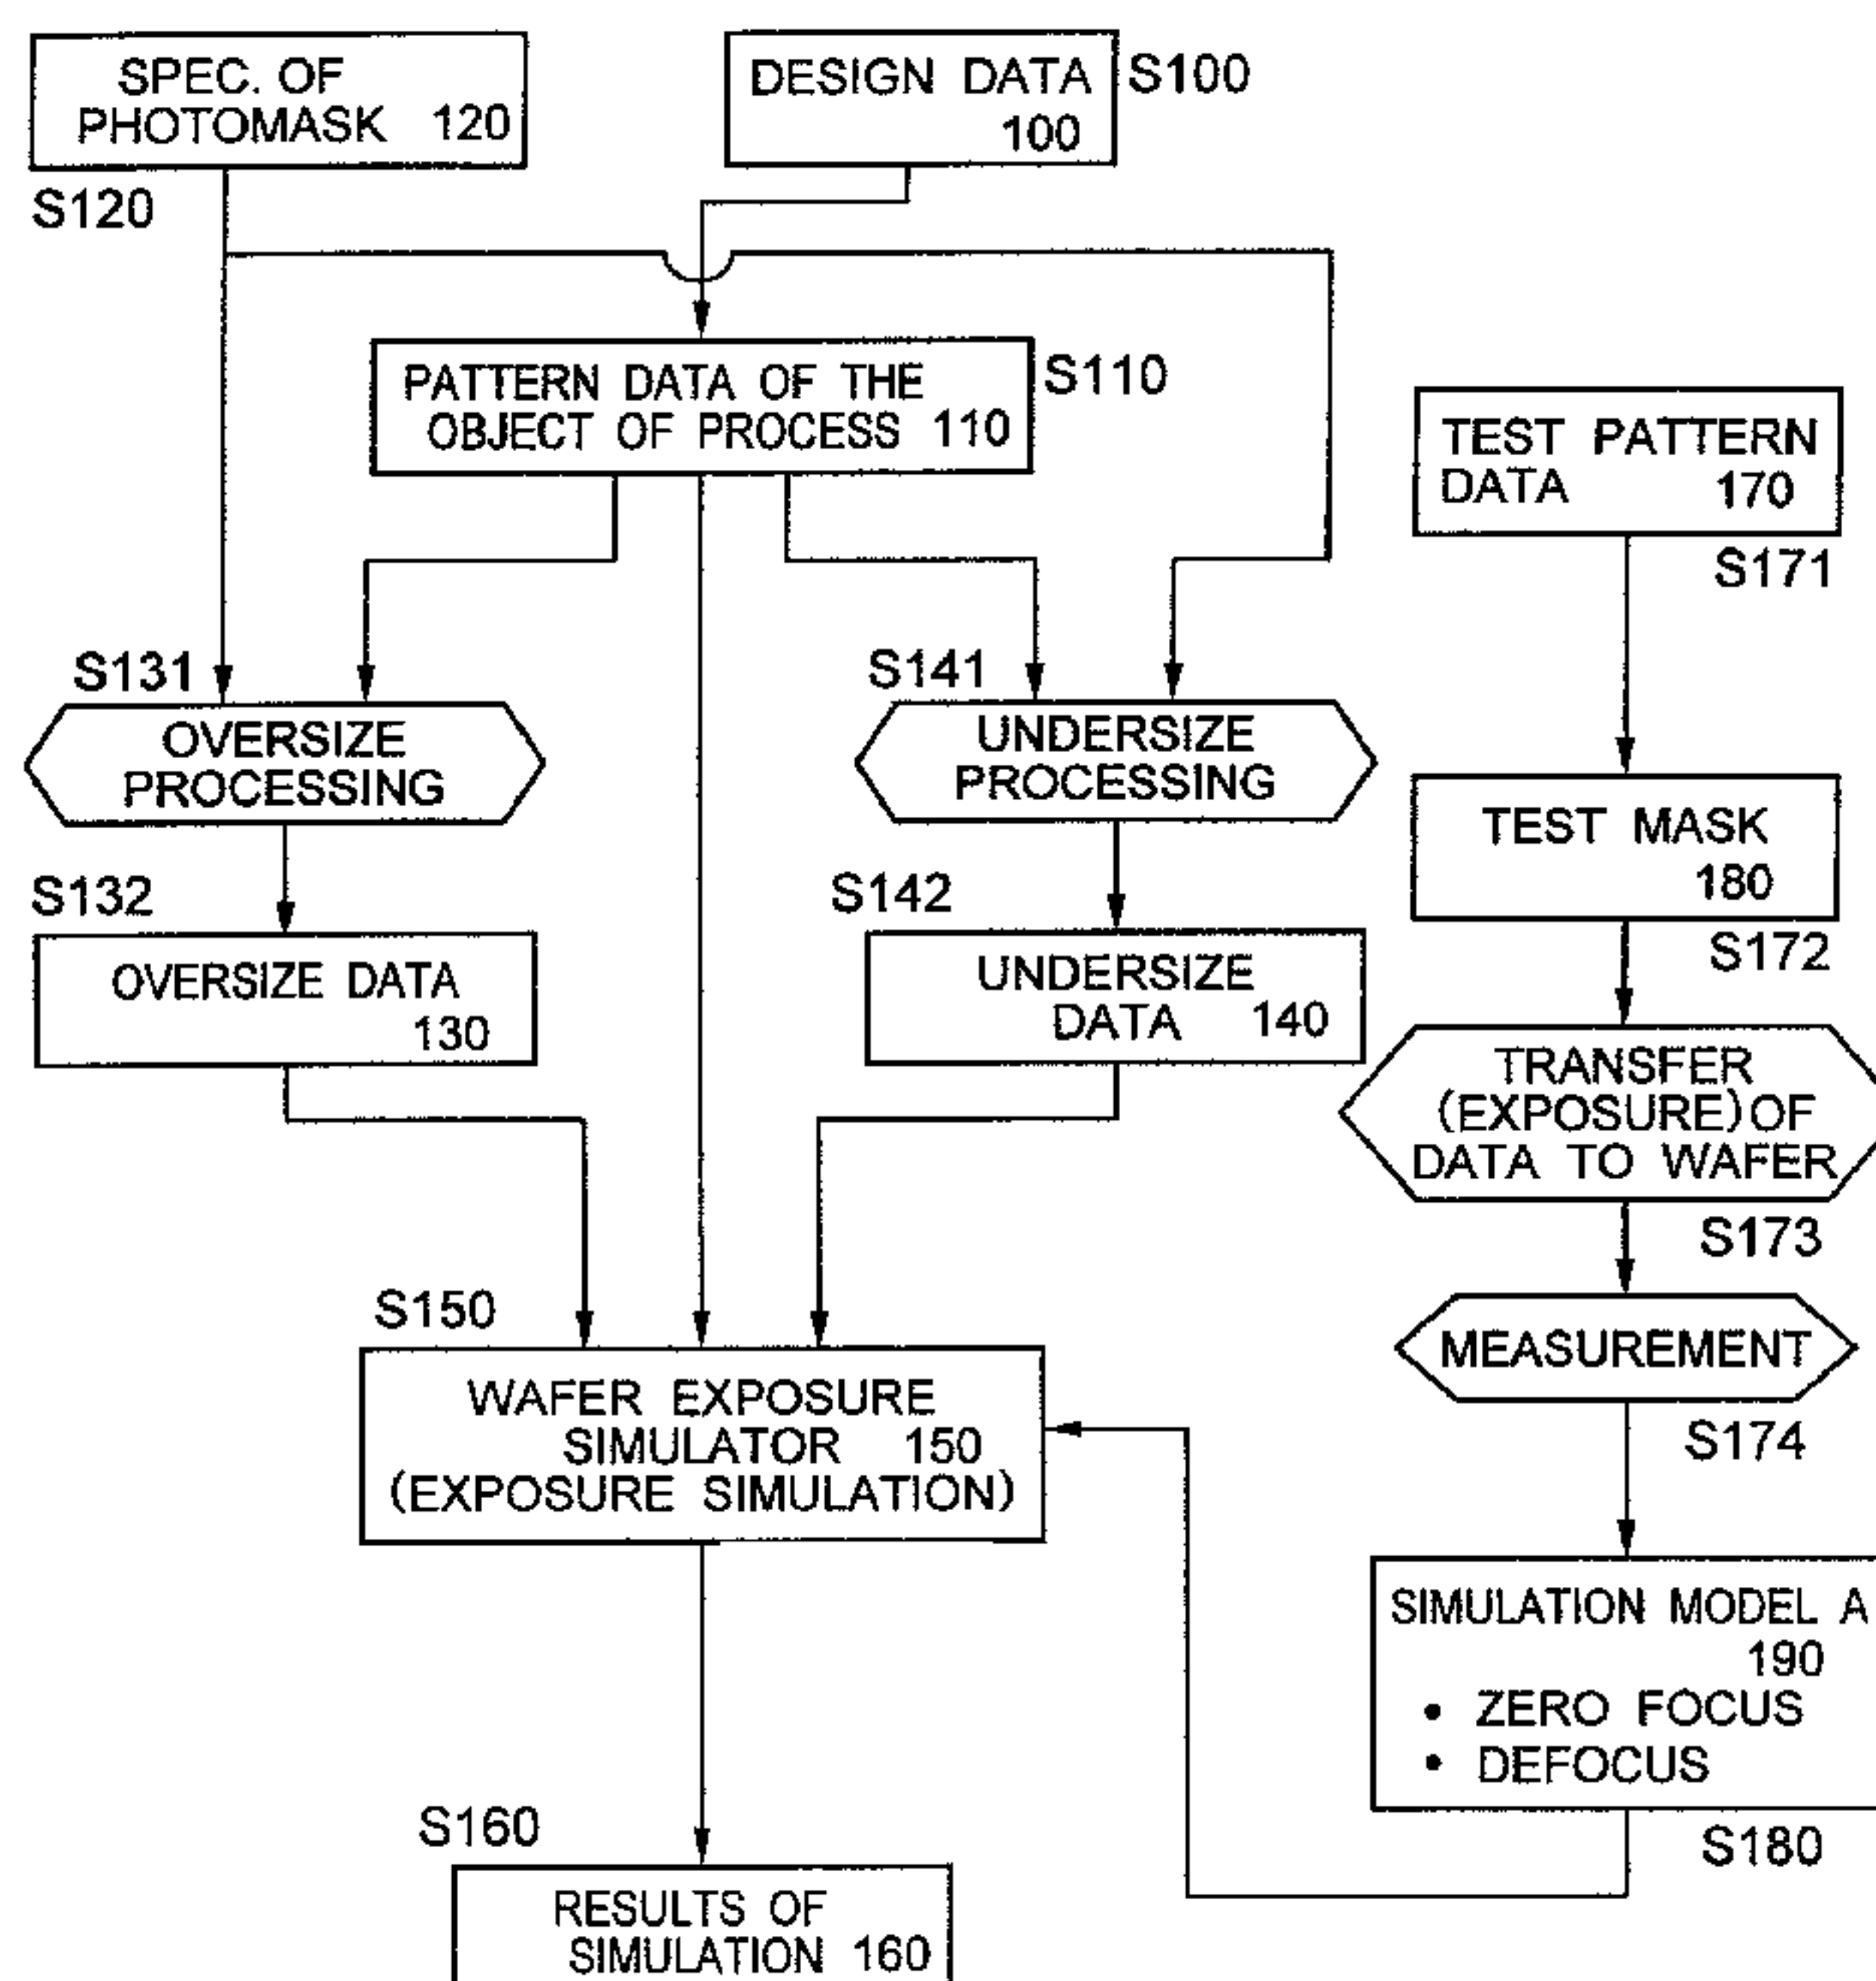 SPEC. OF
PHOTOMASK 120
S120
DESIGN DATA
100
S100
PATTERN DATA OF THE
OBJECT OF PROCESS 110
S110
TEST PATTERN
DATA 170
S171
S131
OVERSIZE
PROCESSING
S141
UNDERSIZE
PROCESSING
TEST MASK
180
S172
S132
OVERSIZE DATA
130
S142
UNDERSIZE
DATA 140
TRANSFER
(EXPOSURE) OF
DATA TO WAFER
S173
MEASUREMENT
S174
S150
WAFER EXPOSURE
SIMULATOR 150
(EXPOSURE SIMULATION)
SIMULATION MODEL A
190
• ZERO FOCUS
• DEFOCUS
S180
S160
RESULTS OF
SIMULATION 160